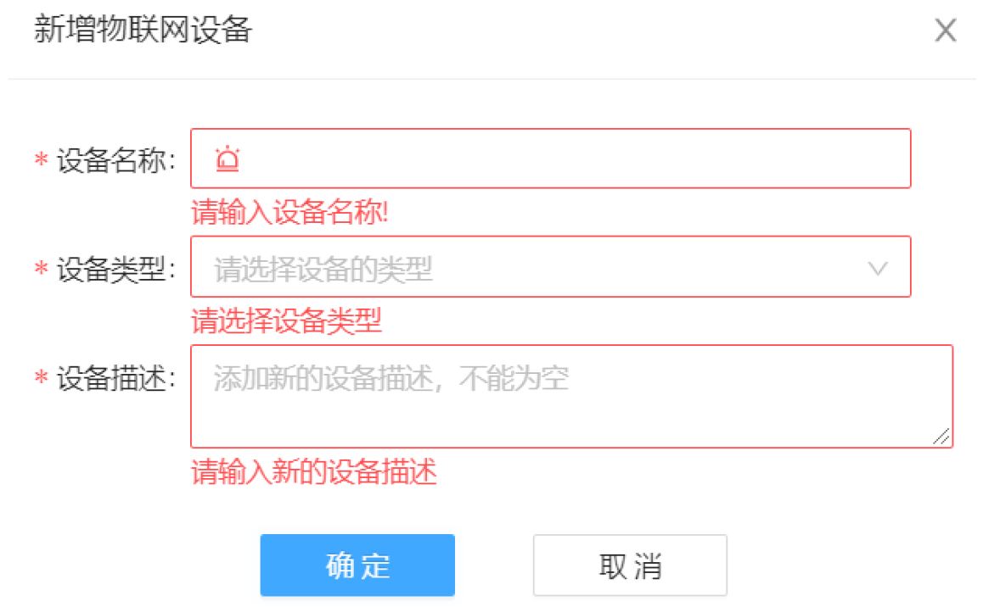 新增物联网设备
* 设备名称:
请输入设备名称!
* 设备类型: 请选择设备的类型
请选择设备类型
* 设备描述: 添加新的设备描述，不能为空
请输入新的设备描述
确 定 取 消